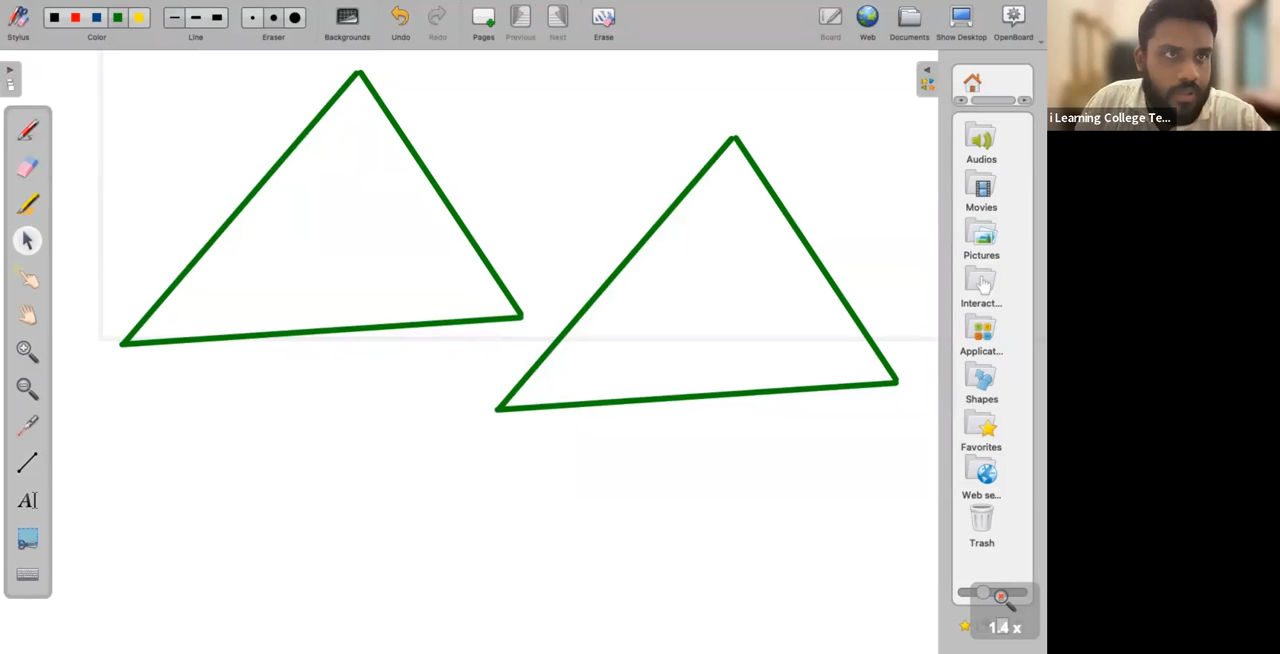 Stylus
Color
Line
Eraser
Backgrounds
Undo
Redo
Pages
Previous
Next
Erase
Board
Web
Documents
Show Desktop
OpenBoard
i Learning College Te...
Audios
Movies
Pictures
Interact...
Applicat...
Shapes
Favorites
Web se...
Trash
A
1.4 x